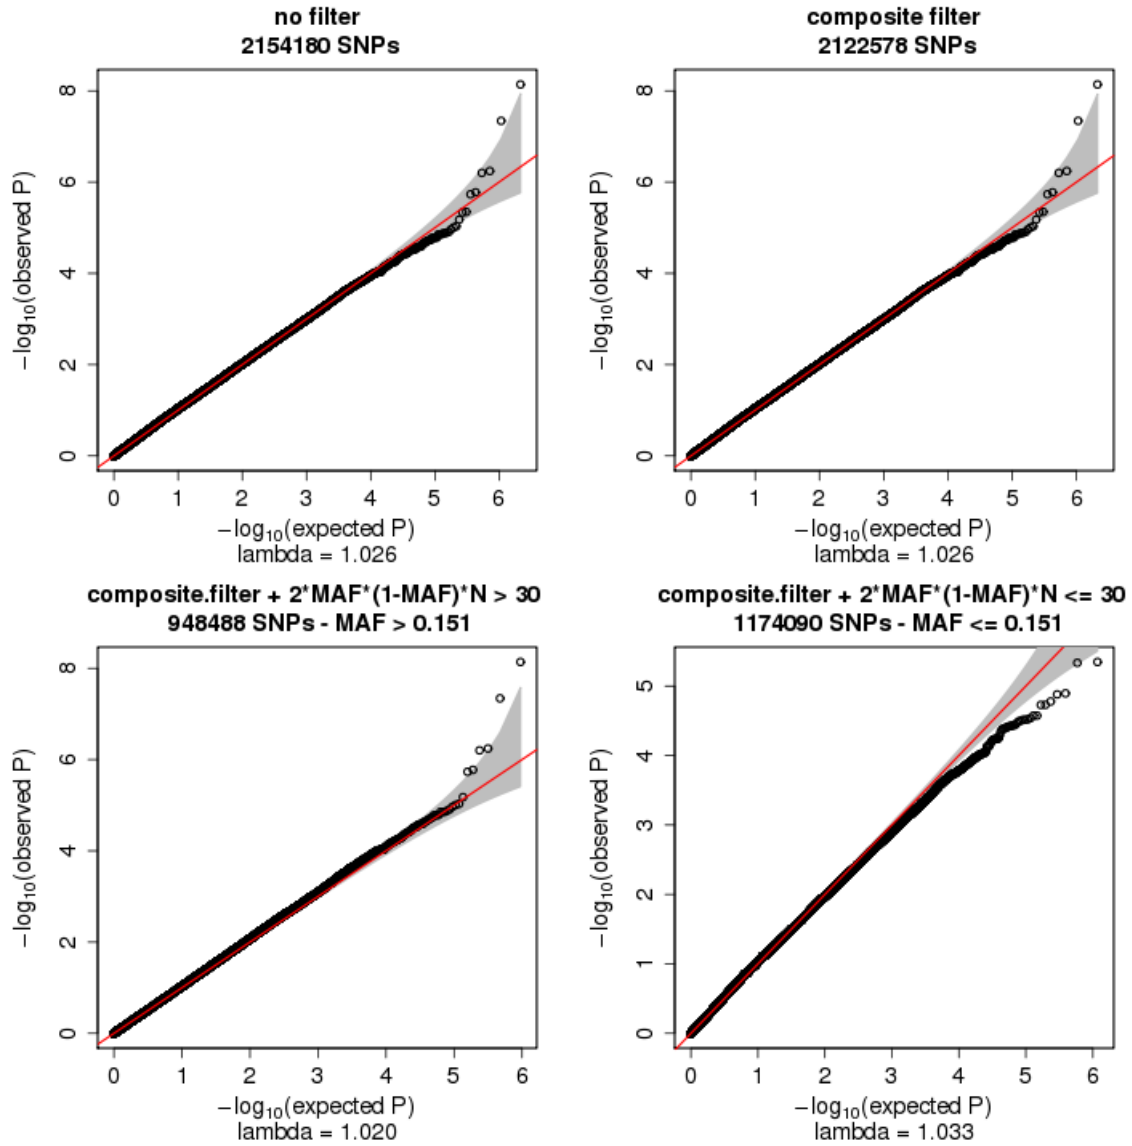 no filter
2154180 SNPs
8
6
4
2
0
−log10(observed P)
0 1 2 3 4 5 6
−log10(expected P)
lambda = 1.026
composite filter
2122578 SNPs
8
6
4
2
0
−log10(observed P)
0 1 2 3 4 5 6
−log10(expected P)
lambda = 1.026
composite.filter + 2*MAF*(1-MAF)*N > 30
948488 SNPs - MAF > 0.151
8
6
4
2
0
−log10(observed P)
0 1 2 3 4 5 6
−log10(expected P)
lambda = 1.020
composite.filter + 2*MAF*(1-MAF)*N <= 30
1174090 SNPs - MAF <= 0.151
5
4
3
2
1
0
−log10(observed P)
0 1 2 3 4 5 6
−log10(expected P)
lambda = 1.033